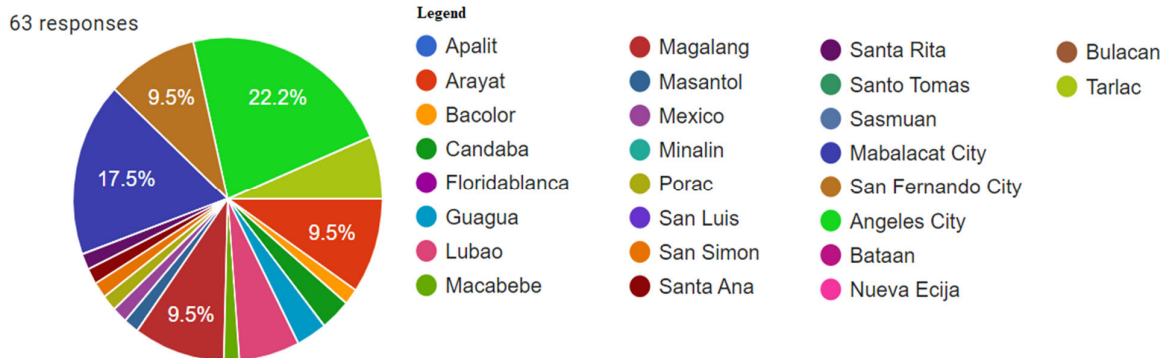 63 responses
22.2%
9.5%
17.5%
9.5%
9.5%
Legend
Apalit
Arayat
Bacolor
Candaba
Floridablanca
Guagua
Lubao
Macabebe
Magalang
Masantol
Mexico
Minalin
Porac
San Luis
San Simon
Santa Ana
Santa Rita
Santo Tomas
Sasmuan
Mabalacat City
San Fernando City
Angeles City
Bataan
Nueva Ecija
Bulacan
Tarlac